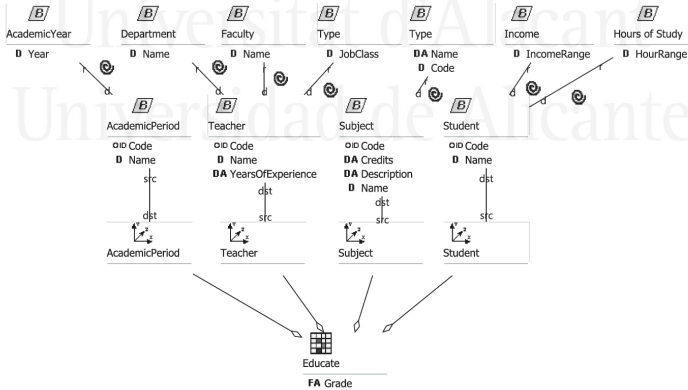 Universitat d'Alacant
Universidad de Alicante
B B B B B B B
AcademicYear Department Faculty Type Type Income Hours of Study
D Year D Name D Name D JobClass DA Name D IncomeRange D HourRange
D Code
r r r r r r r
d d d d d d d
B B B B
AcademicPeriod Teacher Subject Student
OID Code OID Code OID Code OID Code
D Name D Name DA Credits D Name
DA YearsOfExperience DA Description
D Name
src dst dst dst
dst src src src
AcademicPeriod Teacher Subject Student
Educate
FA Grade